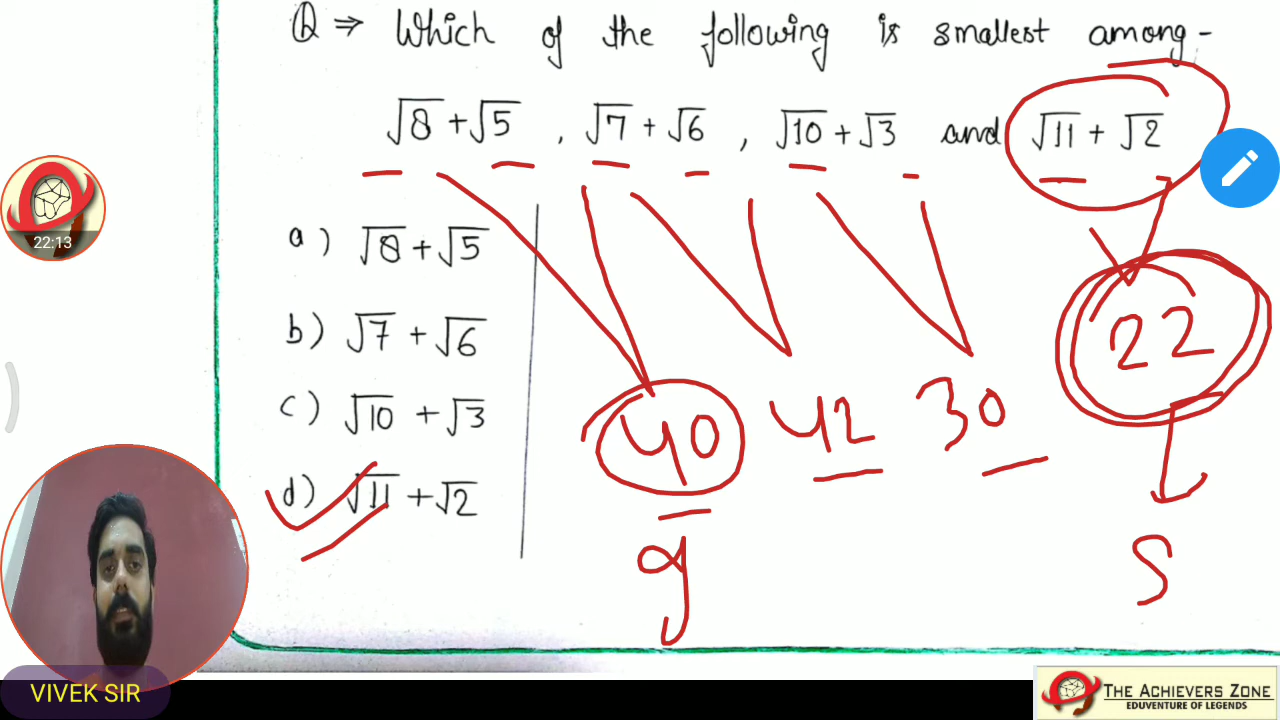 Q ⇒ Which of the following is smallest among-
√8 + √5 , √7 + √6 , √10 + √3 and √11 + √2
a) √8 + √5
b) √7 + √6
c) √10 + √3
d) √11 + √2
40 42 30 22
g S
22:13
VIVEK SIR
THE ACHIEVERS ZONE
EDUVENTURE OF LEGENDS